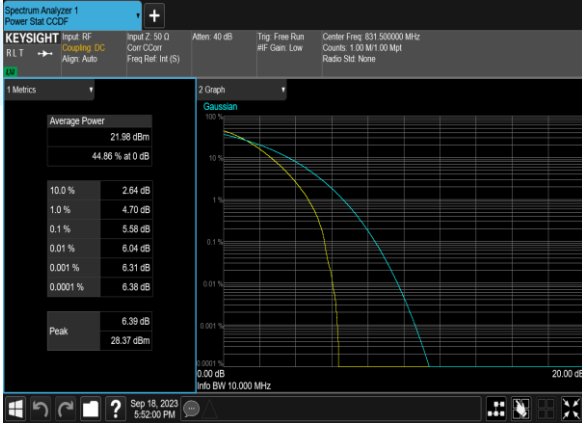 Spectrum Analyzer 1
Power Stat CCDF
+
KEYSIGHT
RLT
LXI
Input: RF
Coupling: DC
Align: Auto
Input Z: 50 Ω
Corr CCorr
Freq Ref: Int (S)
Atten: 40 dB
Trig: Free Run
#IF Gain: Low
Center Freq: 831.500000 MHz
Counts: 1.00 M/1.00 Mpt
Radio Std: None
1 Metrics
Average Power
21.98 dBm
44.86 % at 0 dB
10.0 % 2.64 dB
1.0 % 4.70 dB
0.1 % 5.58 dB
0.01 % 6.04 dB
0.001 % 6.31 dB
0.0001 % 6.38 dB
Peak 6.39 dB
28.37 dBm
2 Graph
Gaussian
100 %
10 %
1 %
0.1 %
0.01 %
0.001 %
0.0001 %
0.00 dB 20.00 dB
Info BW 10.000 MHz
?
Sep 18, 2023
5:52:00 PM